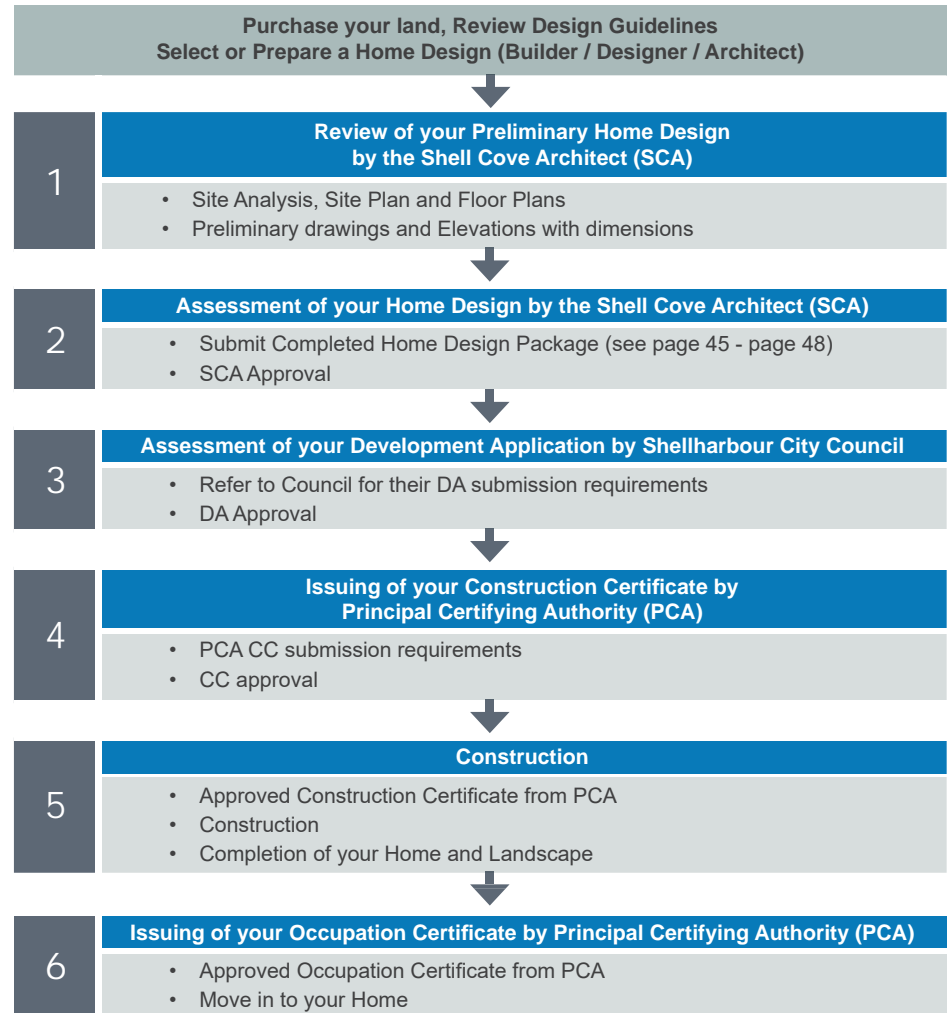 Purchase your land, Review Design Guidelines
Select or Prepare a Home Design (Builder / Designer / Architect)
1
Review of your Preliminary Home Design
by the Shell Cove Architect (SCA)
• Site Analysis, Site Plan and Floor Plans
• Preliminary drawings and Elevations with dimensions
2
Assessment of your Home Design by the Shell Cove Architect (SCA)
• Submit Completed Home Design Package (see page 45 - page 48)
• SCA Approval
3
Assessment of your Development Application by Shellharbour City Council
• Refer to Council for their DA submission requirements
• DA Approval
4
Issuing of your Construction Certificate by
Principal Certifying Authority (PCA)
• PCA CC submission requirements
• CC approval
5
Construction
• Approved Construction Certificate from PCA
• Construction
• Completion of your Home and Landscape
6
Issuing of your Occupation Certificate by Principal Certifying Authority (PCA)
• Approved Occupation Certificate from PCA
• Move in to your Home